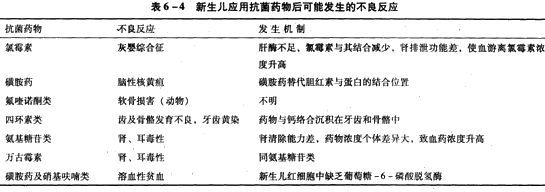 表6-4 新生儿应用抗菌药物后可能发生的不良反应
抗菌药物 不良反应 发生机制
氯霉素 灰婴综合征 肝酶不足,氯霉素与其结合减少,肾排泄功能差,使血游离氯霉素浓
度升高
磺胺药 脑性核黄疸 磺胺药替代胆红素与蛋白的结合位置
氟喹诺酮类 软骨损害(动物) 不明
四环素类 齿及骨骼发育不良,牙齿黄染 药物与钙络合沉积在牙齿和骨骼中
氨基糖苷类 肾、耳毒性 肾清除能力差,药物浓度个体差异大,致血药浓度升高
万古霉素 肾、耳毒性 同氨基糖苷类
磺胺药及硝基呋喃类 溶血性贫血 新生儿红细胞中缺乏葡萄糖-6-磷酸脱氢酶